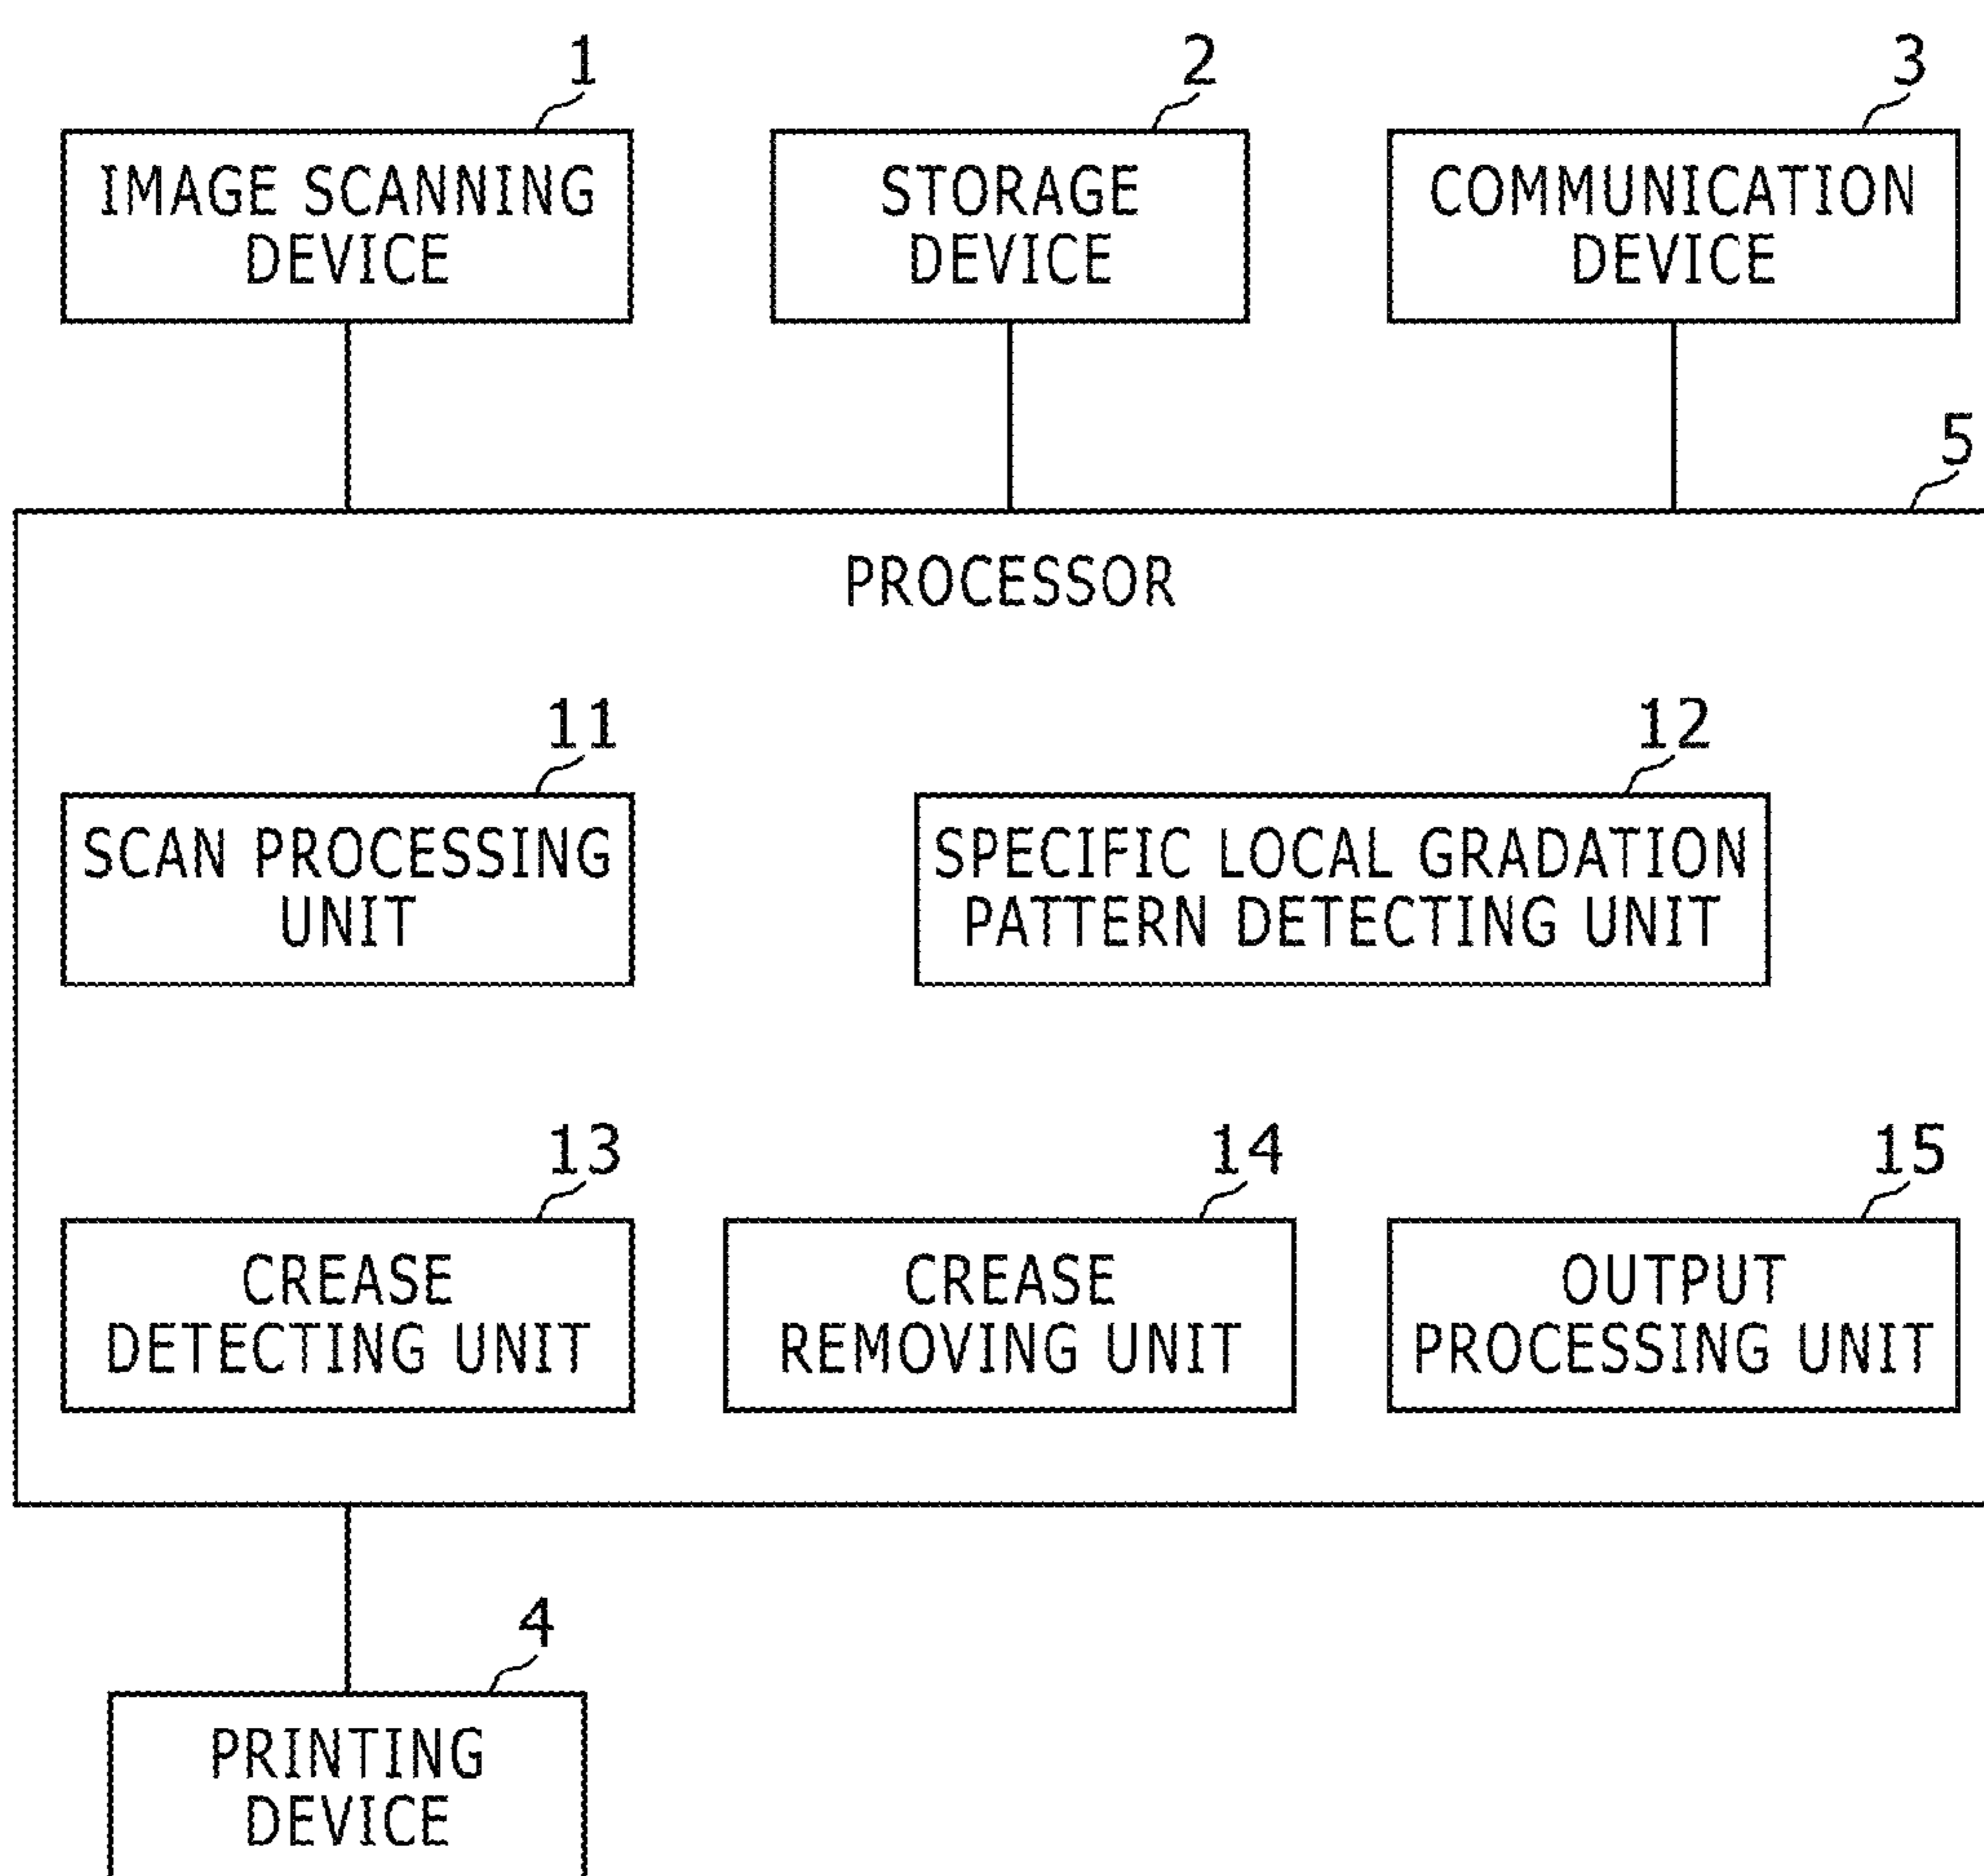 1
2
3
IMAGE SCANNING
DEVICE
STORAGE
DEVICE
COMMUNICATION
DEVICE
5
PROCESSOR
11
12
SCAN PROCESSING
UNIT
SPECIFIC LOCAL GRADATION
PATTERN DETECTING UNIT
13
14
15
CREASE
DETECTING UNIT
CREASE
REMOVING UNIT
OUTPUT
PROCESSING UNIT
4
PRINTING
DEVICE